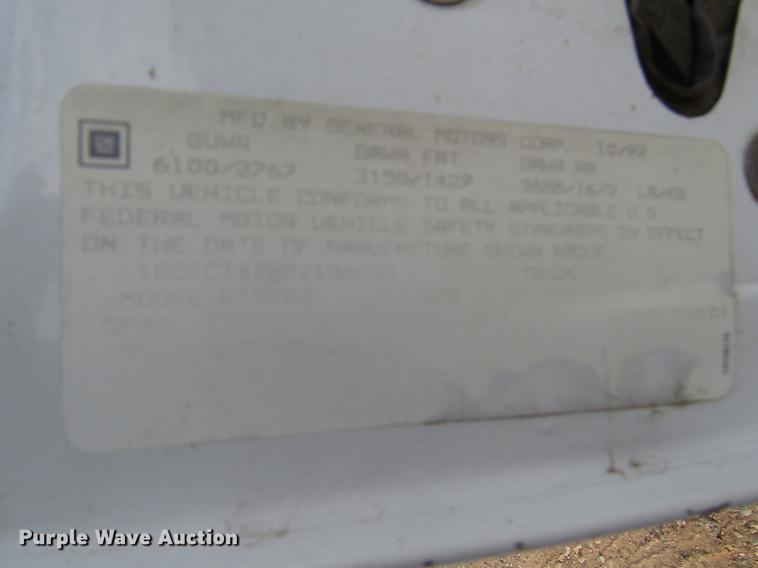 MFD BY GENERAL MOTORS CORP 10/92
GM GVWR GAWR FRT GAWR RR
6100/2767 3150/1429 3686/1672 LB/KG
THIS VEHICLE CONFORMS TO ALL APPLICABLE U.S.
FEDERAL MOTOR VEHICLE SAFETY STANDARDS IN EFFECT
ON THE DATE OF MANUFACTURE SHOWN ABOVE
TRUCK
MODEL:
Purple Wave Auction